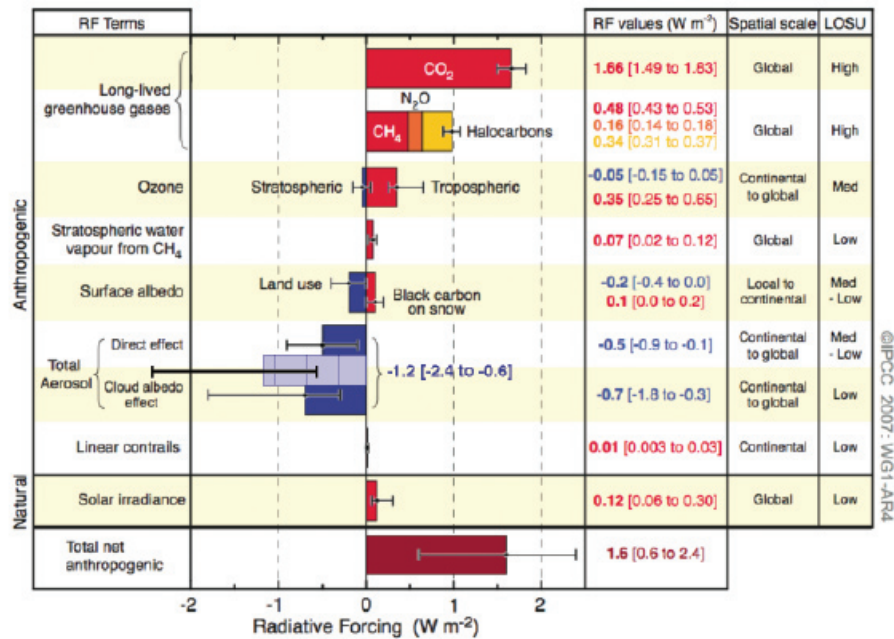 RF Terms
RF values (W m⁻²)
Spatial scale
LOSU
Anthropogenic
Long-lived
greenhouse gases
CO₂
1.66 [1.49 to 1.83]
Global
High
N₂O
CH₄
Halocarbons
0.48 [0.43 to 0.53]
0.16 [0.14 to 0.18]
0.34 [0.31 to 0.37]
Global
High
Ozone
Stratospheric
Tropospheric
-0.05 [-0.15 to 0.05]
0.35 [0.25 to 0.65]
Continental
to global
Med
Stratospheric water
vapour from CH₄
0.07 [0.02 to 0.12]
Global
Low
Surface albedo
Land use
Black carbon
on snow
-0.2 [-0.4 to 0.0]
0.1 [0.0 to 0.2]
Local to
continental
Med
- Low
Total
Aerosol
Direct effect
-0.5 [-0.9 to -0.1]
Continental
to global
Med
- Low
-1.2 [-2.4 to -0.6]
Cloud albedo
effect
-0.7 [-1.8 to -0.3]
Continental
to global
Low
Linear contrails
0.01 [0.003 to 0.03]
Continental
Low
Natural
Solar irradiance
0.12 [0.06 to 0.30]
Global
Low
Total net
anthropogenic
1.6 [0.6 to 2.4]
-2
-1
0
1
2
Radiative Forcing (W m⁻²)
©IPCC 2007: WG1-AR4